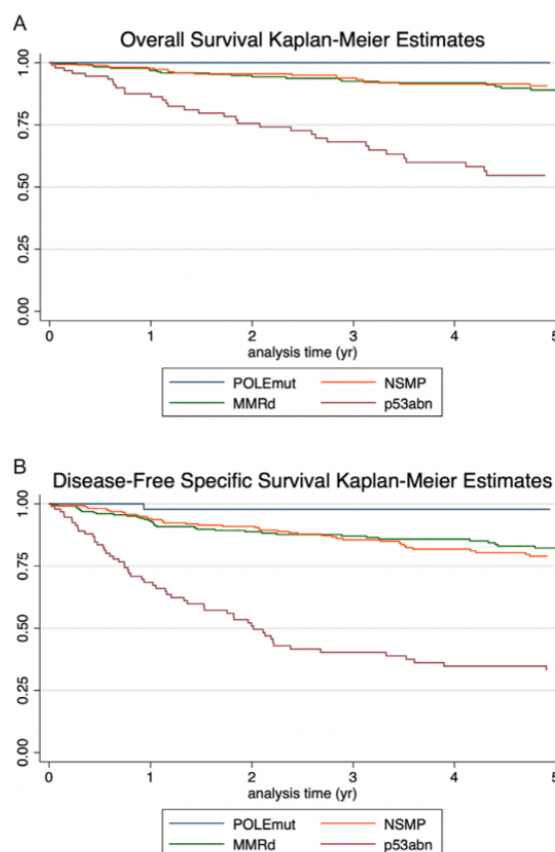 A
Overall Survival Kaplan-Meier Estimates
1.00
0.75
0.50
0.25
0.00
0 1 2 3 4 5
analysis time (yr)
POLEmut NSMP
MMRd p53abn
B
Disease-Free Specific Survival Kaplan-Meier Estimates
1.00
0.75
0.50
0.25
0.00
0 1 2 3 4 5
analysis time (yr)
POLEmut NSMP
MMRd p53abn